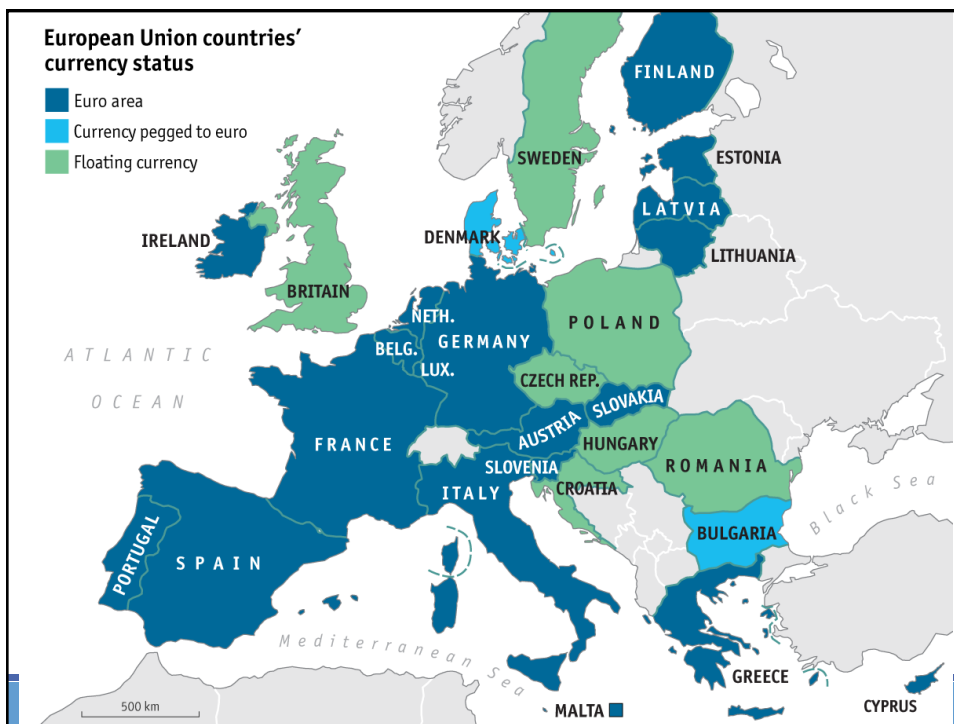 European Union countries'
currency status
Euro area
Currency pegged to euro
Floating currency
FINLAND
SWEDEN
ESTONIA
LATVIA
LITHUANIA
IRELAND
DENMARK
BRITAIN
NETH.
POLAND
GERMANY
BELG.
LUX.
ATLANTIC
OCEAN
CZECH REP.
SLOVAKIA
AUSTRIA
HUNGARY
FRANCE
SLOVENIA
ROMANIA
CROATIA
ITALY
Black Sea
BULGARIA
PORTUGAL
SPAIN
Mediterranean Sea
GREECE
500 km
MALTA
CYPRUS